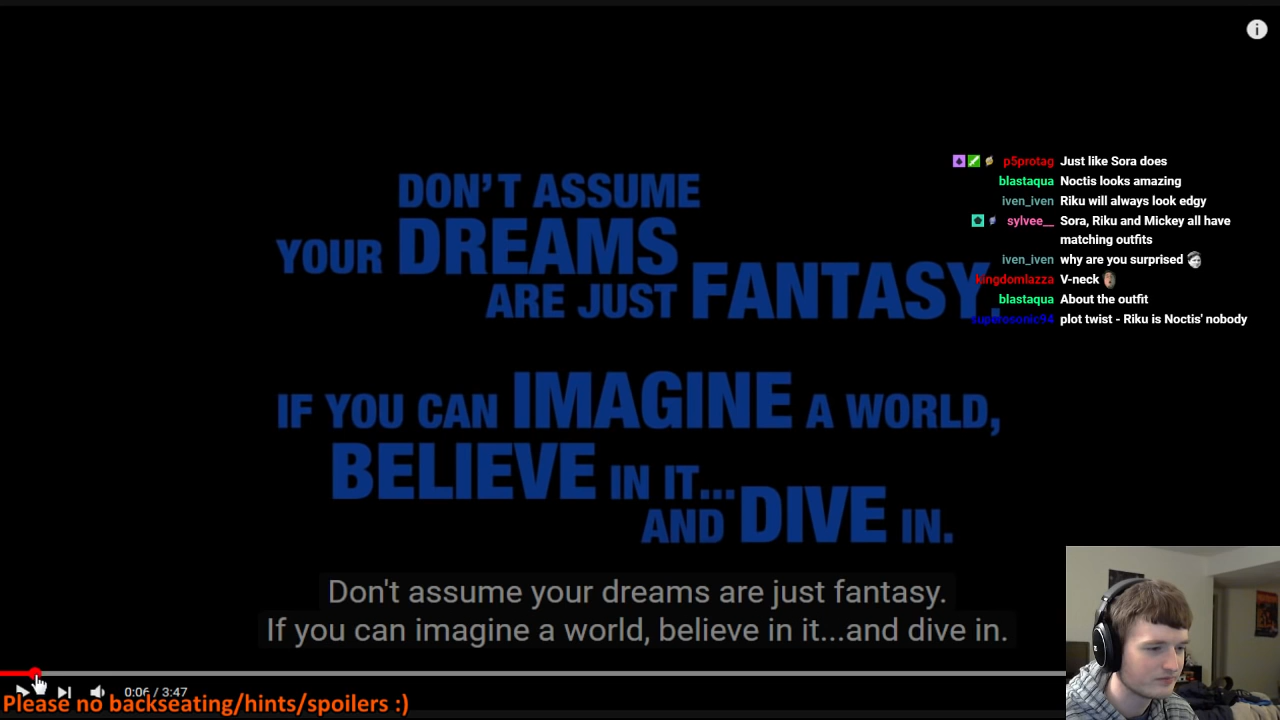 DON'T ASSUME
YOUR DREAMS
ARE JUST FANTASY.
IF YOU CAN IMAGINE A WORLD,
BELIEVE IN IT...
AND DIVE IN.
Don't assume your dreams are just fantasy.
If you can imagine a world, believe in it...and dive in.
p5protag Just like Sora does
blastaqua Noctis looks amazing
iven_iven Riku will always look edgy
sylvee__ Sora, Riku and Mickey all have
matching outfits
iven_iven why are you surprised
kingdomlazza V-neck
blastaqua About the outfit
superosonic94 plot twist - Riku is Noctis' nobody
0:06 / 3:47
Please no backseating/hints/spoilers :)